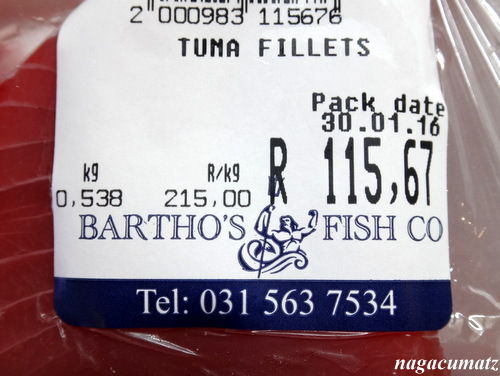 2 000983 115676
TUNA FILLETS
Pack date
30.01.16
kg R/kg R 115,67
0,538 215,00
BARTHO'S FISH CO
Tel: 031 563 7534
nagacumatz